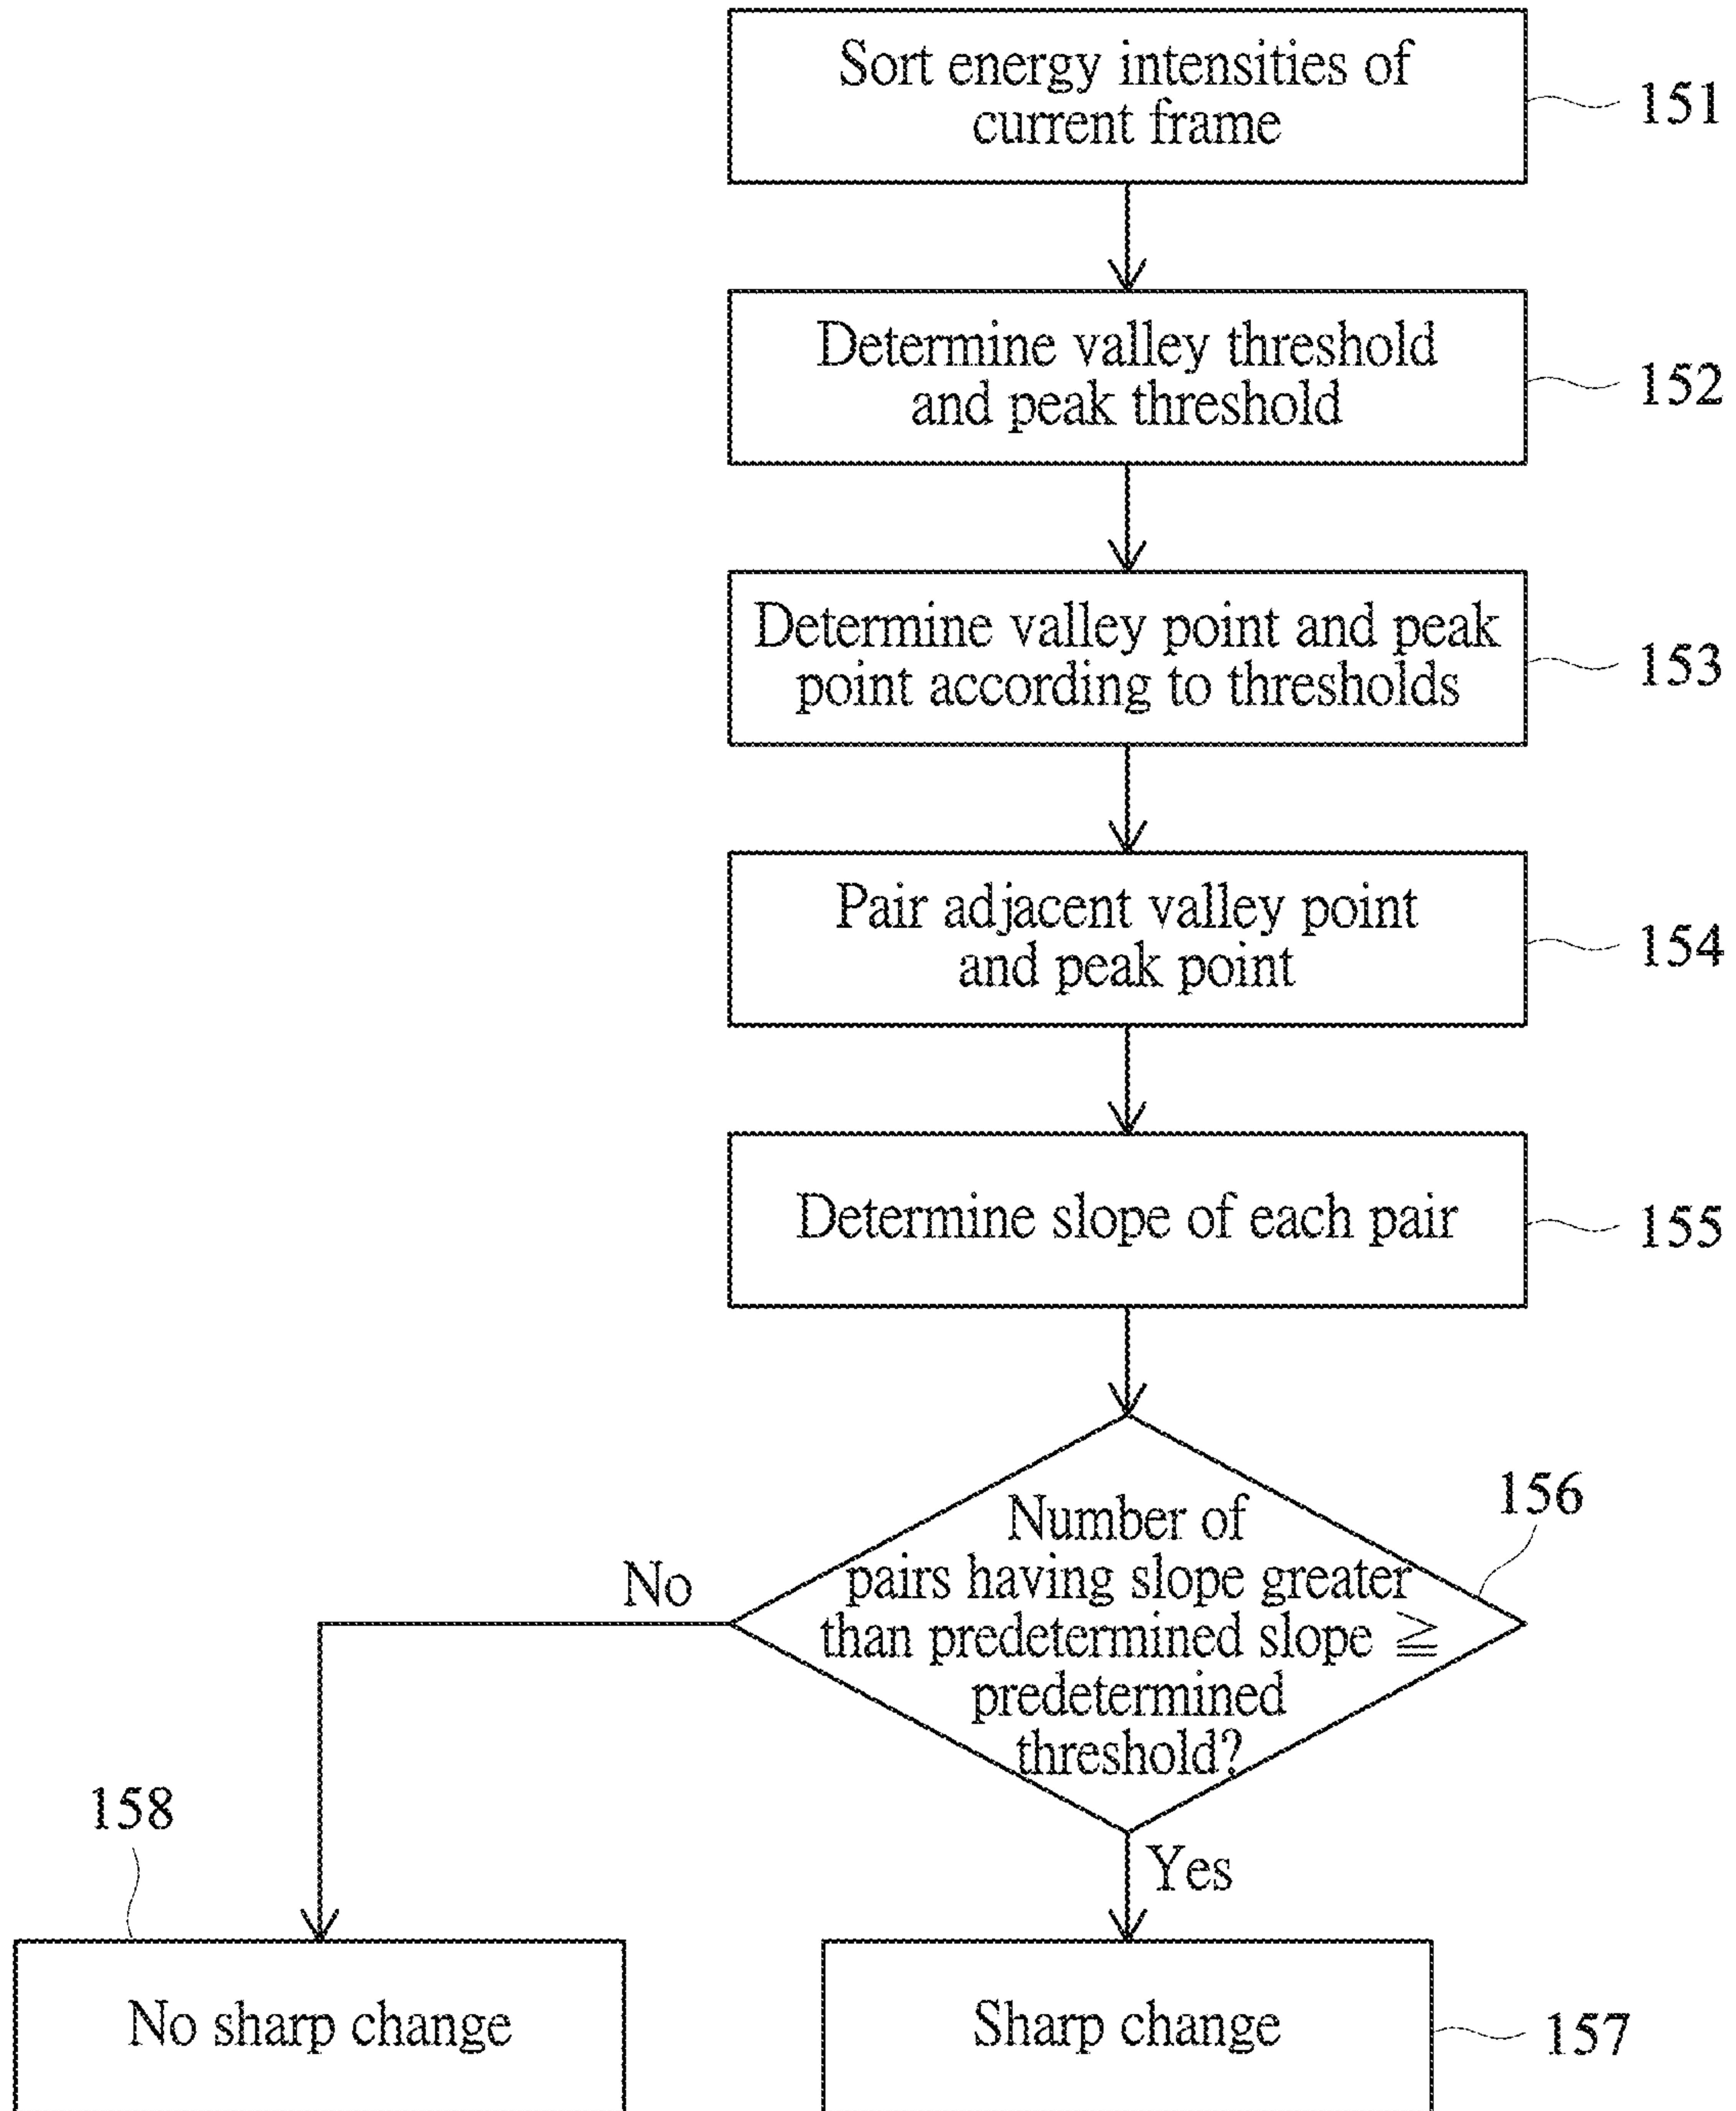 Sort energy intensities of
current frame
151
Determine valley threshold
and peak threshold
152
Determine valley point and peak
point according to thresholds
153
Pair adjacent valley point
and peak point
154
Determine slope of each pair
155
156
Number of
pairs having slope greater
than predetermined slope ≧
predetermined
threshold?
No
Yes
158
No sharp change
Sharp change
157